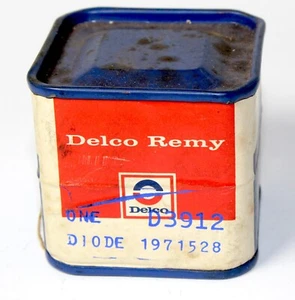 Delco Remy
Delco
ONE D3912
DIODE 1971528